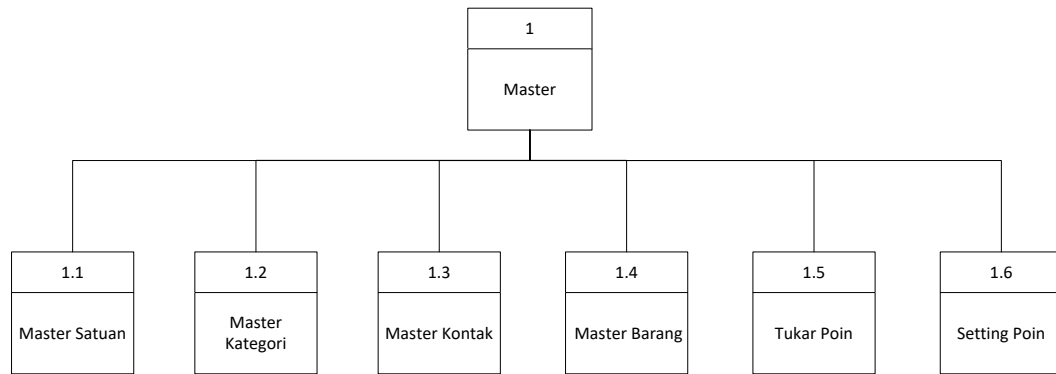 1
Master
1.1
Master Satuan
1.2
Master
Kategori
1.3
Master Kontak
1.4
Master Barang
1.5
Tukar Poin
1.6
Setting Poin